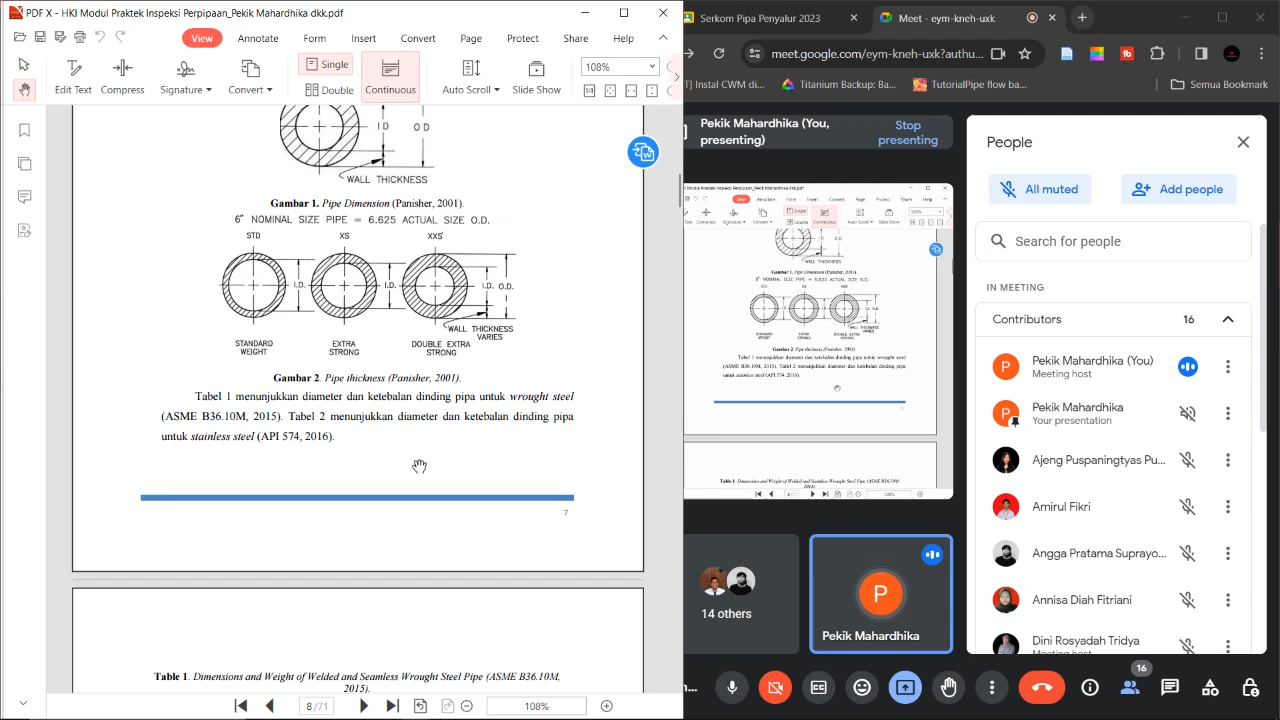 PDF X - HKI Modul Praktek Inspeksi Perpipaan_Pekik Mahardhika dkk.pdf
View
Annotate
Form
Insert
Convert
Page
Protect
Share
Help
Edit Text
Compress
Signature
Convert
Single
Double
Continuous
Auto Scroll
Slide Show
108%
I D
O D
WALL THICKNESS
Gambar 1. Pipe Dimension (Panisher, 2001).
6" NOMINAL SIZE PIPE = 6.625 ACTUAL SIZE O.D.
STD
XS
XXS
I.D.
I.D.
I.D.
O.D.
WALL THICKNESS
VARIES
STANDARD
WEIGHT
EXTRA
STRONG
DOUBLE EXTRA
STRONG
Gambar 2. Pipe thickness (Panisher, 2001).
Tabel 1 menunjukkan diameter dan ketebalan dinding pipa untuk wrought steel
(ASME B36.10M, 2015). Tabel 2 menunjukkan diameter dan ketebalan dinding pipa
untuk stainless steel (API 574, 2016).
7
Table 1. Dimensions and Weight of Welded and Seamless Wrought Steel Pipe (ASME B36.10M,
2015).
8 /71
108%
Serkom Pipa Penyalur 2023
Meet - eym-kneh-uxk
meet.google.com/eym-kneh-uxk?authu...
T] Instal CWM di...
Titanium Backup: Ba...
TutorialPipe flow ba...
Semua Bookmark
Pekik Mahardhika (You,
presenting)
Stop
presenting
14 others
P
Pekik Mahardhika
People
All muted
Add people
Search for people
IN MEETING
Contributors
16
P
Pekik Mahardhika (You)
Meeting host
P
Pekik Mahardhika
Your presentation
Ajeng Puspaningtyas Pu...
Amirul Fikri
Angga Pratama Suprayo...
Annisa Diah Fitriani
Dini Rosyadah Tridya
Meeting host
16